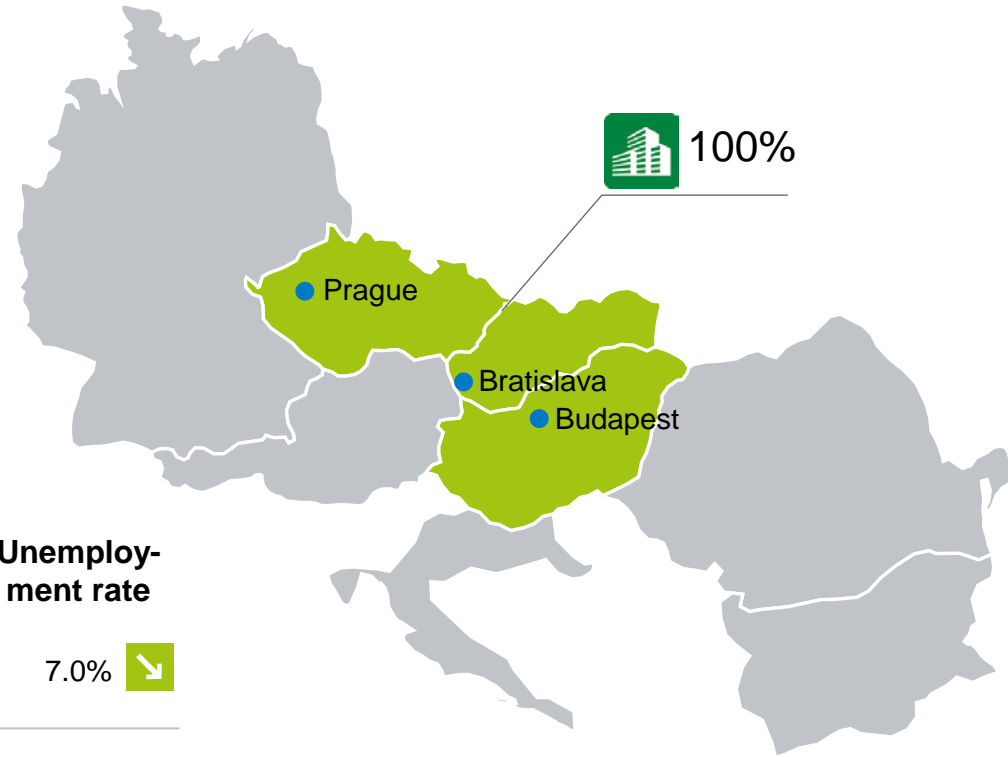 100%
Prague
Bratislava
Budapest
Unemploy-
ment rate
7.0%